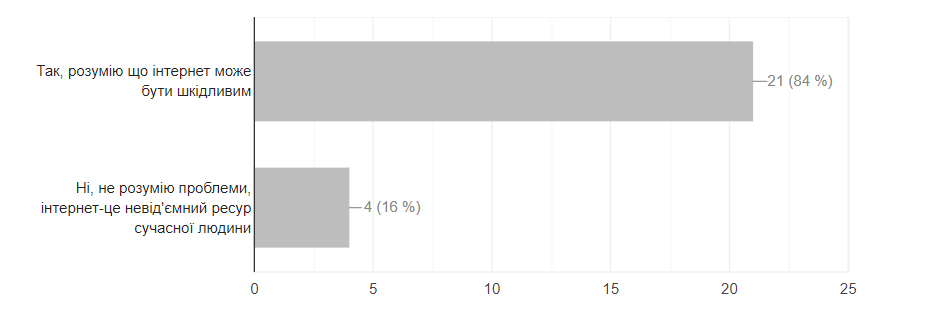 Так, розумію що інтернет може
бути шкідливим
21 (84 %)
Ні, не розумію проблеми,
інтернет-це невід'ємний ресур
сучасної людини
4 (16 %)
0 5 10 15 20 25